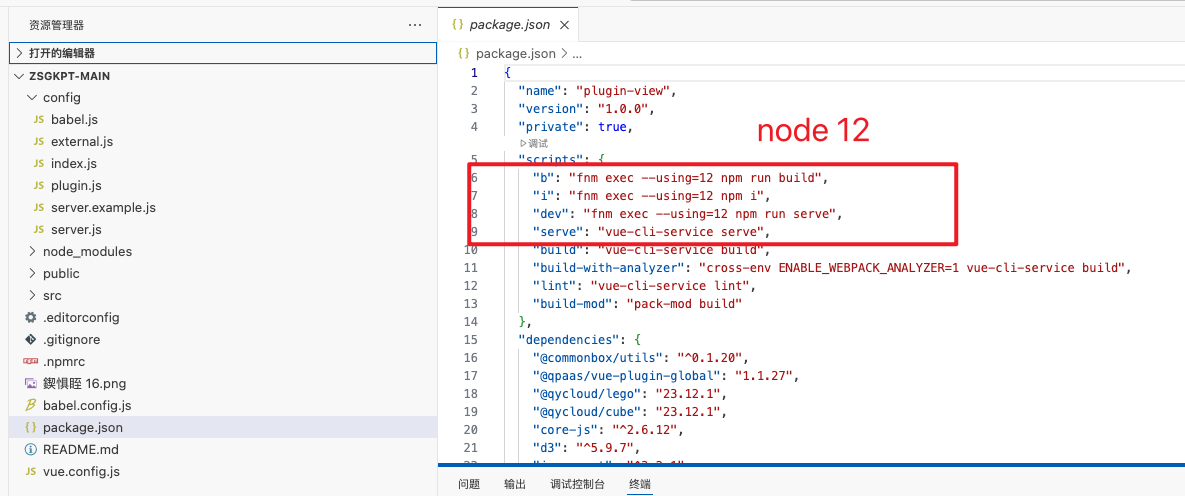 资源管理器
···
打开的编辑器
ZSGKPT-MAIN
config
JS babel.js
JS external.js
JS index.js
JS plugin.js
JS server.example.js
JS server.js
node_modules
public
src
.editorconfig
.gitignore
.npmrc
鍥惧眰 16.png
babel.config.js
{} package.json
README.md
JS vue.config.js
{} package.json ×
{} package.json > ...
1 {
2 "name": "plugin-view",
3 "version": "1.0.0",
4 "private": true,
node 12
▷调试
5 "scripts": {
6 "b": "fnm exec --using=12 npm run build",
7 "i": "fnm exec --using=12 npm i",
8 "dev": "fnm exec --using=12 npm run serve",
9 "serve": "vue-cli-service serve",
10 "build": "vue-cli-service build",
11 "build-with-analyzer": "cross-env ENABLE_WEBPACK_ANALYZER=1 vue-cli-service build",
12 "lint": "vue-cli-service lint",
13 "build-mod": "pack-mod build"
14 },
15 "dependencies": {
16 "@commonbox/utils": "^0.1.20",
17 "@qpaas/vue-plugin-global": "1.1.27",
18 "@qycloud/lego": "23.12.1",
19 "@qycloud/cube": "23.12.1",
20 "core-js": "^2.6.12",
21 "d3": "^5.9.7",
问题 输出 调试控制台 终端